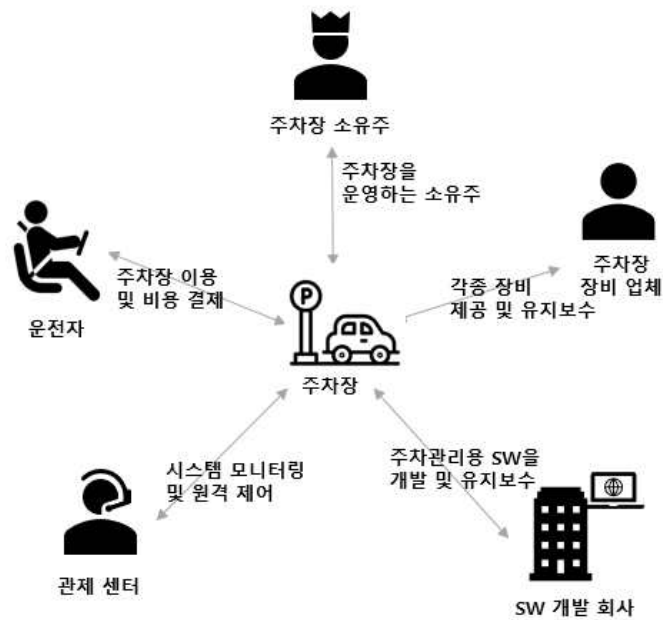 주차장 소유주
주차장을
운영하는 소유주
주차장 이용
및 비용 결제
운전자
각종 장비
제공 및 유지보수
주차장
장비 업체
P
주차장
시스템 모니터링
및 원격 제어
관제 센터
주차관리용 SW을
개발 및 유지보수
SW 개발 회사